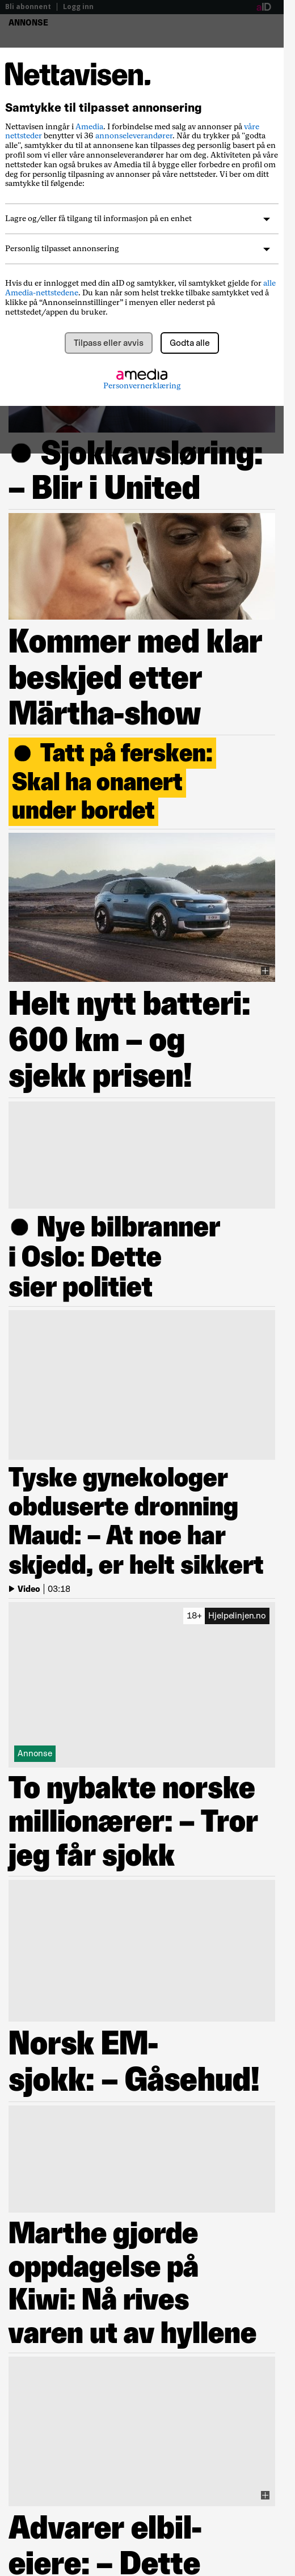 Bli abonnent | Logg inn
aID
ANNONSE
Nettavisen.
Samtykke til tilpasset annonsering
Nettavisen inngår i Amedia. I forbindelse med salg av annonser på våre
nettsteder benytter vi 36 annonseleverandører. Når du trykker på "godta
alle", samtykker du til at annonsene kan tilpasses deg personlig basert på en
profil som vi eller våre annonseleverandører har om deg. Aktiviteten på våre
nettsteder kan også brukes av Amedia til å bygge eller forbedre en profil om
deg for personlig tilpasning av annonser på våre nettsteder. Vi ber om ditt
samtykke til følgende:
Lagre og/eller få tilgang til informasjon på en enhet
Personlig tilpasset annonsering
Hvis du er innlogget med din aID og samtykker, vil samtykket gjelde for alle
Amedia-nettstedene. Du kan når som helst trekke tilbake samtykket ved å
klikke på “Annonseinnstillinger” i menyen eller nederst på
nettstedet/appen du bruker.
Tilpass eller avvis
Godta alle
amedia
Personvernerklæring
● Sjokkavsløring:
– Blir i United
Kommer med klar
beskjed etter
Märtha-show
● Tatt på fersken:
Skal ha onanert
under bordet
Helt nytt batteri:
600 km – og
sjekk prisen!
● Nye bilbranner
i Oslo: Dette
sier politiet
Tyske gynekologer
obduserte dronning
Maud: – At noe har
skjedd, er helt sikkert
Video | 03:18
18+ Hjelpelinjen.no
Annonse
To nybakte norske
millionærer: – Tror
jeg får sjokk
Norsk EM-
sjokk: – Gåsehud!
Marthe gjorde
oppdagelse på
Kiwi: Nå rives
varen ut av hyllene
Advarer elbil-
eiere: – Dette